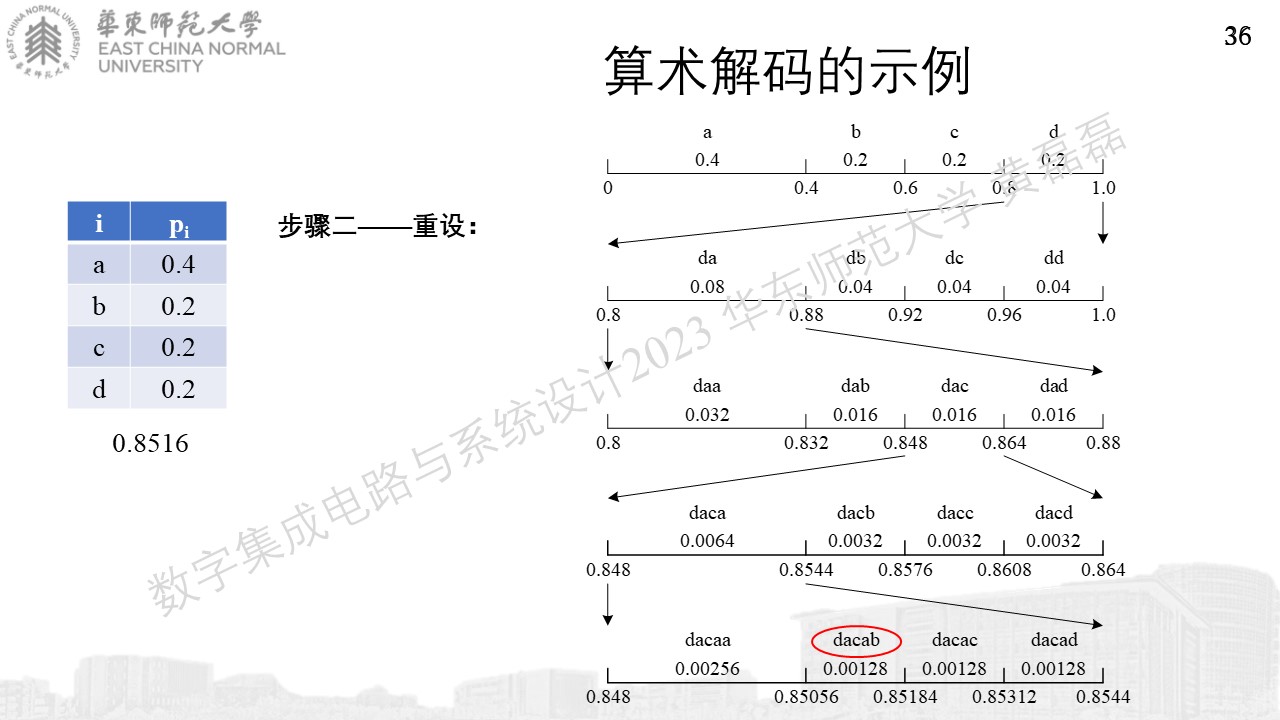 華東師範大學
EAST CHINA NORMAL
UNIVERSITY
36
算术解码的示例
i pi
a 0.4
b 0.2
c 0.2
d 0.2
0.8516
步骤二——重设：
a b c d
0.4 0.2 0.2 0.2
0 0.4 0.6 0.8 1.0
da db dc dd
0.08 0.04 0.04 0.04
0.8 0.88 0.92 0.96 1.0
daa dab dac dad
0.032 0.016 0.016 0.016
0.8 0.832 0.848 0.864 0.88
daca dacb dacc dacd
0.0064 0.0032 0.0032 0.0032
0.848 0.8544 0.8576 0.8608 0.864
dacaa dacab dacac dacad
0.00256 0.00128 0.00128 0.00128
0.848 0.85056 0.85184 0.85312 0.8544
数字集成电路与系统设计2023 华东师范大学 黄磊磊